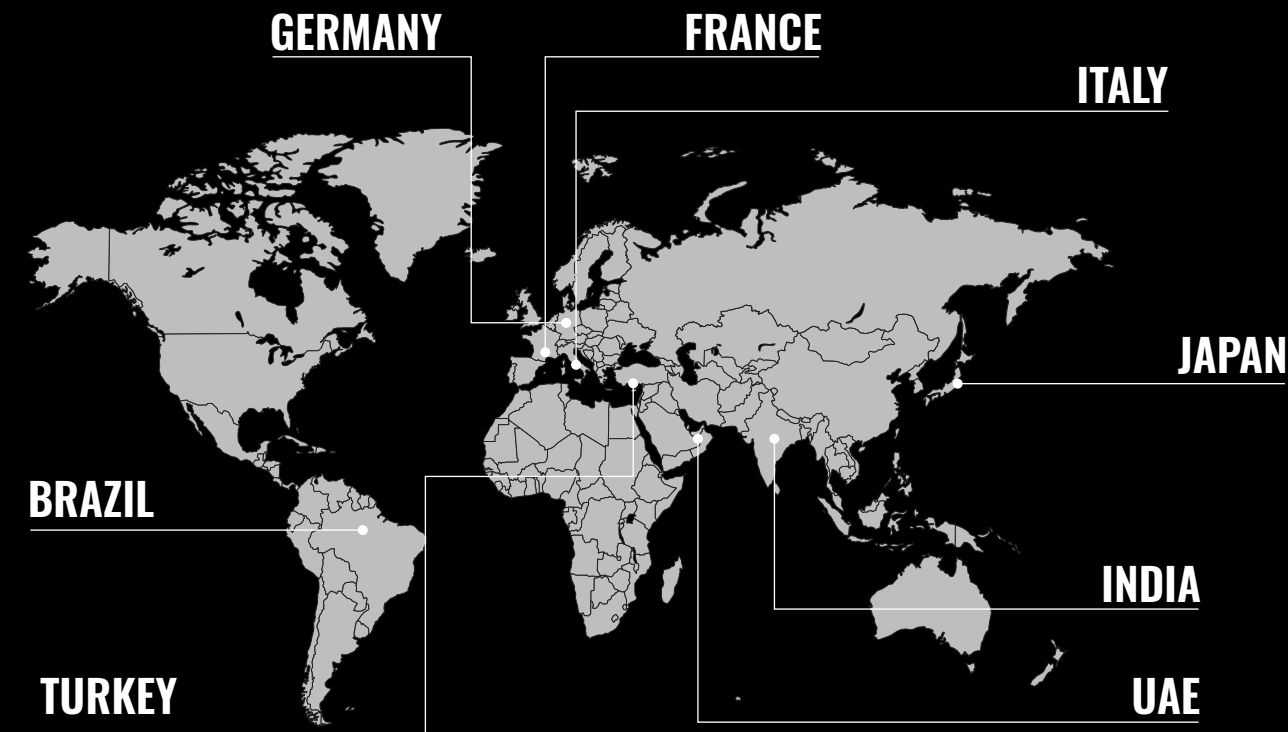 GERMANY
FRANCE
ITALY
JAPAN
BRAZIL
INDIA
TURKEY
UAE